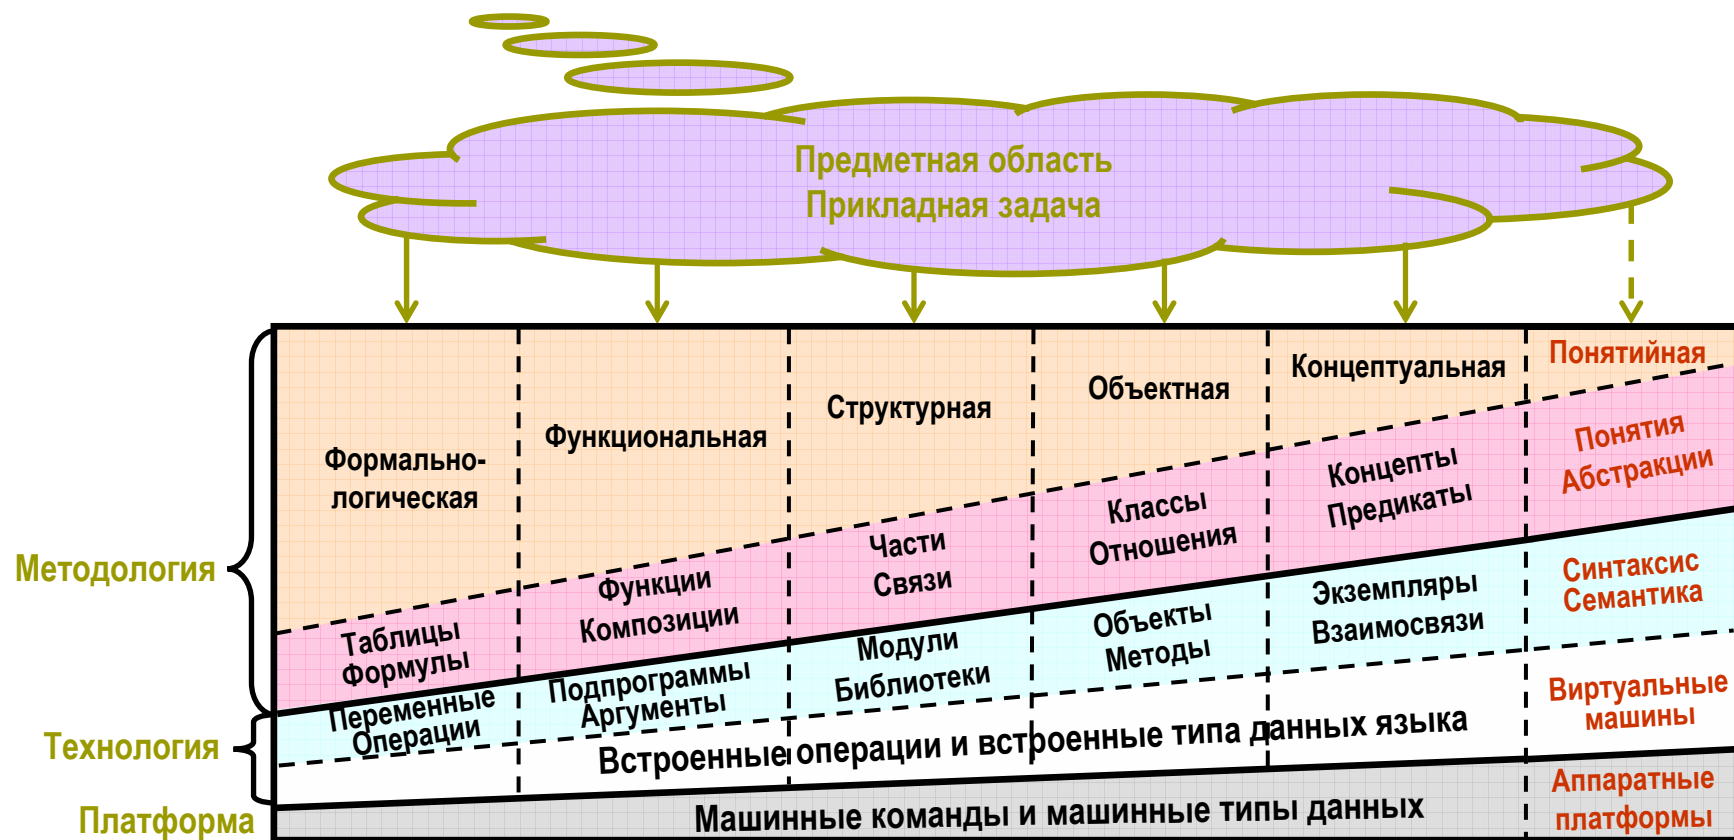 Предметная область
Прикладная задача
Методология
Технология
Платформа
Формально-
логическая
Функциональная
Структурная
Объектная
Концептуальная
Понятийная
Таблицы
Формулы
Функции
Композиции
Части
Связи
Классы
Отношения
Концепты
Предикаты
Понятия
Абстракции
Переменные
Операции
Подпрограммы
Аргументы
Модули
Библиотеки
Объекты
Методы
Экземпляры
Взаимосвязи
Синтаксис
Семантика
Встроенные операции и встроенные типа данных языка
Виртуальные
машины
Машинные команды и машинные типы данных
Аппаратные
платформы